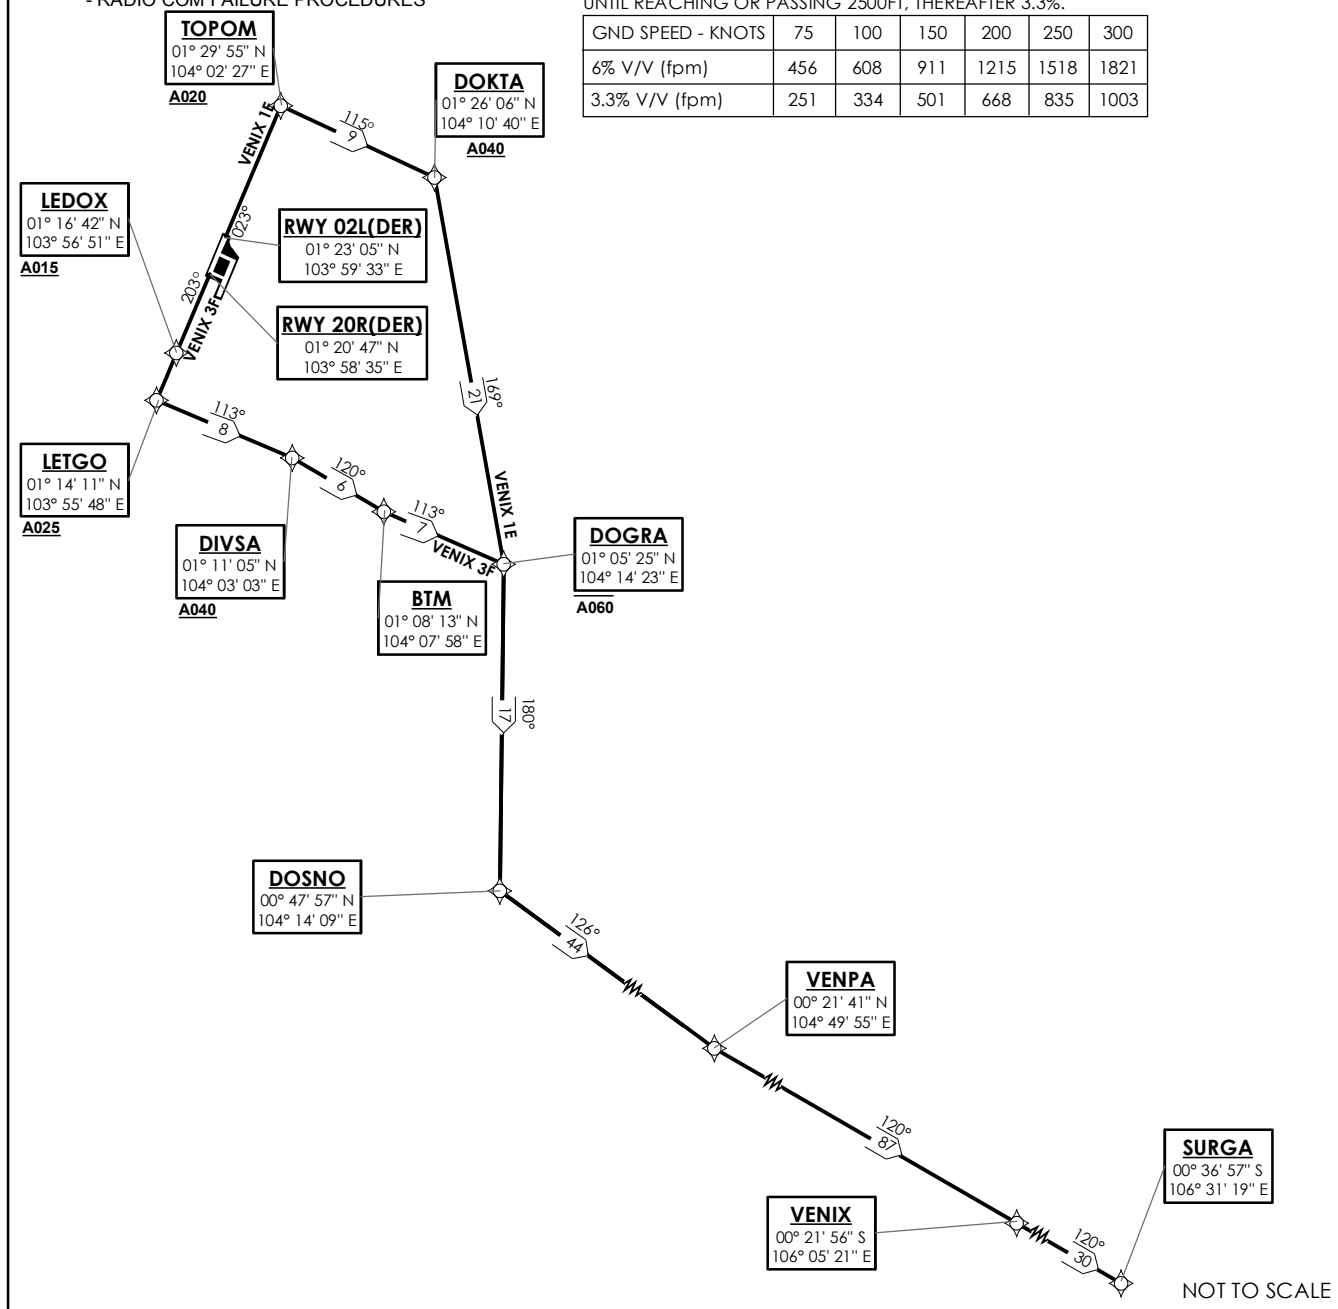 - RADIO COM FAILURE PROCEDURES
UNTIL REACHING OR PASSING 2500FT, THEREAFTER 3.3%.
GND SPEED - KNOTS 75 100 150 200 250 300
6% V/V (fpm) 456 608 911 1215 1518 1821
3.3% V/V (fpm) 251 334 501 668 835 1003
TOPOM
01° 29' 55" N
104° 02' 27" E
A020
DOKTA
01° 26' 06" N
104° 10' 40" E
A040
115°
9
VENIX 1E
023°
LEDOX
01° 16' 42" N
103° 56' 51" E
A015
RWY 02L(DER)
01° 23' 05" N
103° 59' 33" E
203°
VENIX 3F
RWY 20R(DER)
01° 20' 47" N
103° 58' 35" E
169°
21
LETGO
01° 14' 11" N
103° 55' 48" E
A025
113°
8
120°
6
113°
7
VENIX 3F
VENIX 1E
DIVSA
01° 11' 05" N
104° 03' 03" E
A040
BTM
01° 08' 13" N
104° 07' 58" E
DOGRA
01° 05' 25" N
104° 14' 23" E
A060
180°
17
DOSNO
00° 47' 57" N
104° 14' 09" E
126°
44
VENPA
00° 21' 41" N
104° 49' 55" E
120°
87
VENIX
00° 21' 56" S
106° 05' 21" E
SURGA
00° 36' 57" S
106° 31' 19" E
120°
30
NOT TO SCALE